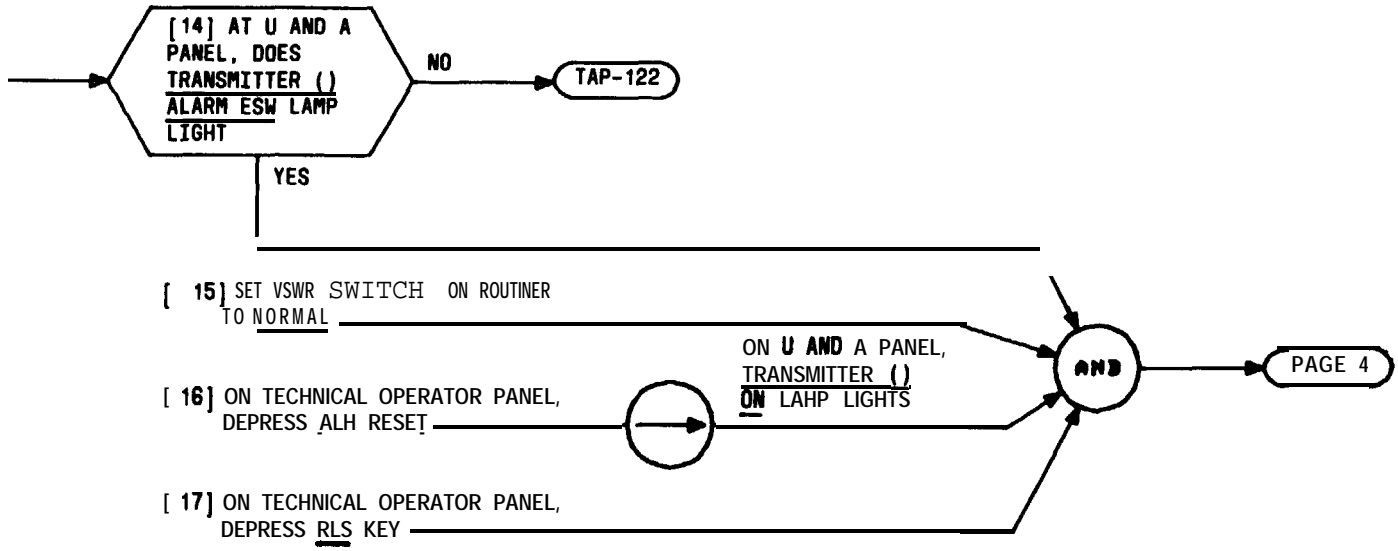 [14] AT U AND A
PANEL, DOES
TRANSMITTER ()
ALARM ESW LAMP
LIGHT
NO
TAP-122
YES
[ 15] SET VSWR SWITCH ON ROUTINER
TO NORMAL
ON U AND A PANEL,
TRANSMITTER ()
ON LAHP LIGHTS
AND
PAGE 4
[ 16] ON TECHNICAL OPERATOR PANEL,
DEPRESS ALH RESET
[ 17] ON TECHNICAL OPERATOR PANEL,
DEPRESS RLS KEY